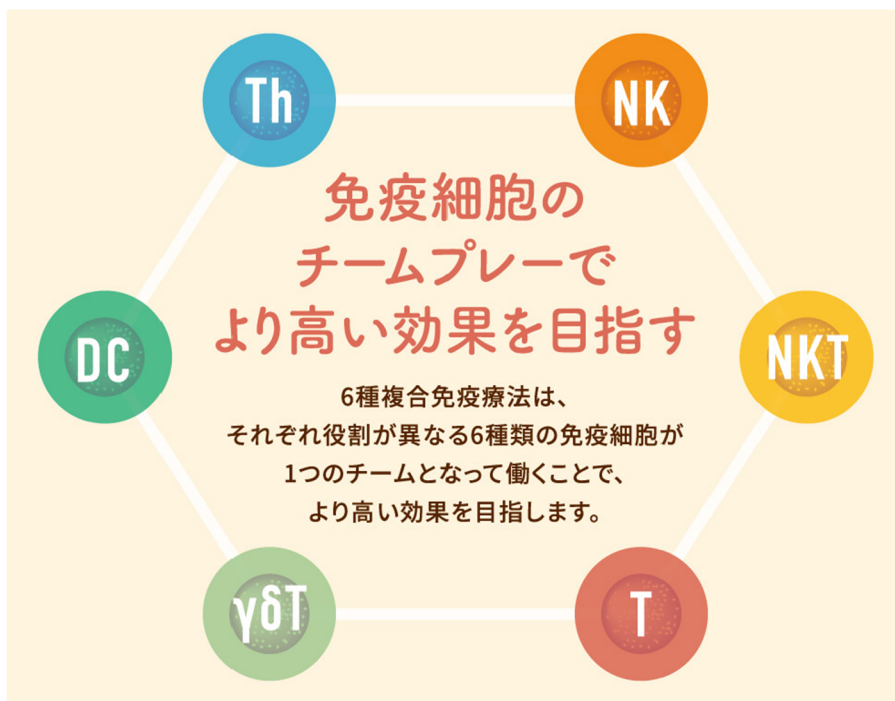 Th
NK
免疫細胞の
チームプレーで
より高い効果を目指す
DC
NKT
6種複合免疫療法は、
それぞれ役割が異なる6種類の免疫細胞が
1つのチームとなって働くことで、
より高い効果を目指します。
γδT
T